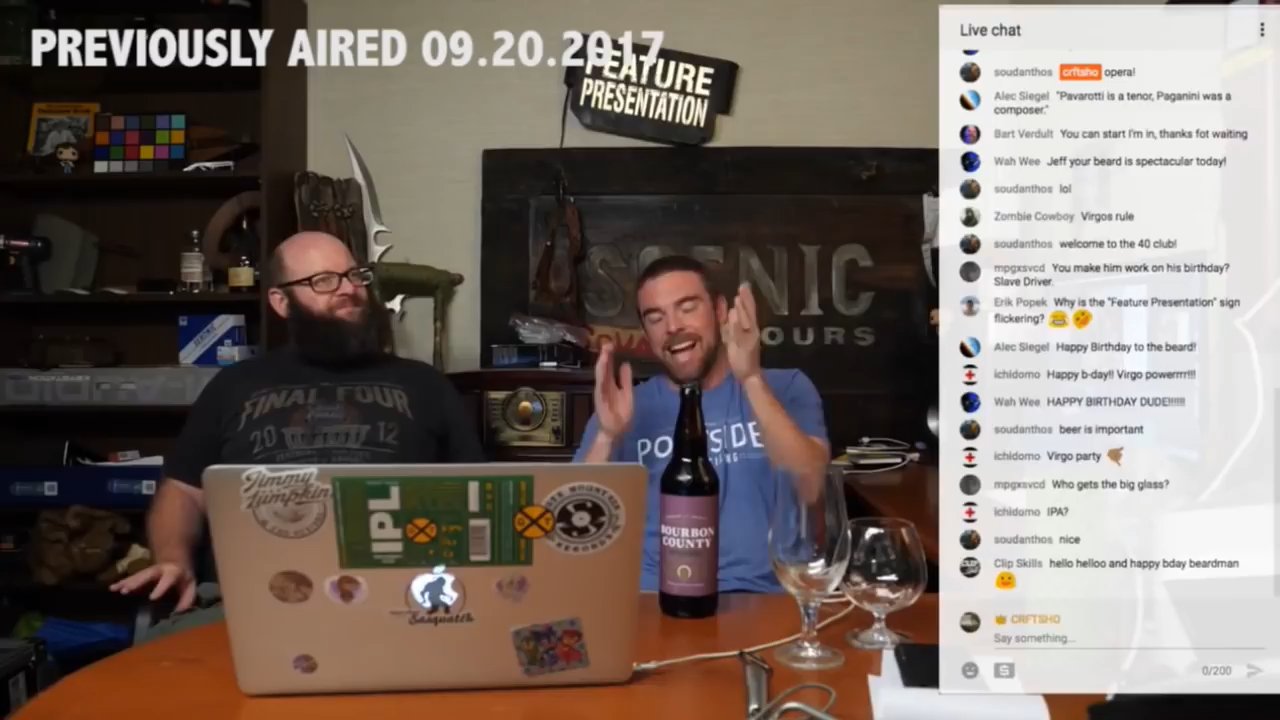 PREVIOUSLY AIRED 09.20.2017
FEATURE
PRESENTATION
SCENIC
OURS
FINAL FOUR
2012
BOURBON
COUNTY
Jimmy
Lumpkin
IPL
Sasquatch
Live chat
soudanthos crftsho opera!
Alec Siegel "Pavarotti is a tenor, Paganini was a
composer."
Bart Verdult You can start I'm in, thanks fot waiting
Wah Wee Jeff your beard is spectacular today!
soudanthos lol
Zombie Cowboy Virgos rule
soudanthos welcome to the 40 club!
mpgxsvcd You make him work on his birthday?
Slave Driver.
Erik Popek Why is the "Feature Presentation" sign
flickering?
Alec Siegel Happy Birthday to the beard!
ichidomo Happy b-day!! Virgo powerrrr!!!
Wah Wee HAPPY BIRTHDAY DUDE!!!!!!
soudanthos beer is important
ichidomo Virgo party
mpgxsvcd Who gets the big glass?
ichidomo IPA?
soudanthos nice
Clip Skills hello helloo and happy bday beardman
CRFTSHO
Say something...
0/200